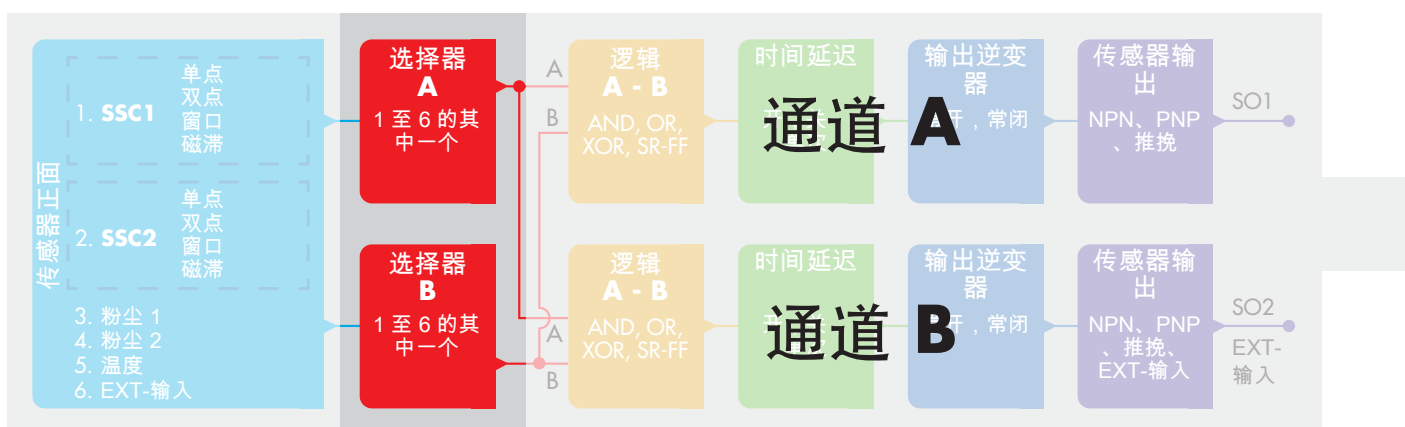 传感器正面
1. SSC1
单点
双点
窗口
磁滞
2. SSC2
单点
双点
窗口
磁滞
3. 粉尘 1
4. 粉尘 2
5. 温度
6. EXT-输入
选择器
A
1 至 6 的其
中一个
选择器
B
1 至 6 的其
中一个
A
B
逻辑
A - B
AND, OR,
XOR, SR-FF
时间延迟
输出逆变
器
开，常闭
传感器输
出
NPN、PNP
、推挽
SO1
通道 A
A
B
逻辑
A - B
AND, OR,
XOR, SR-FF
时间延迟
输出逆变
器
开，常闭
传感器输
出
NPN、PNP
、推挽、
EXT-输入
SO2
EXT-
输入
通道 B